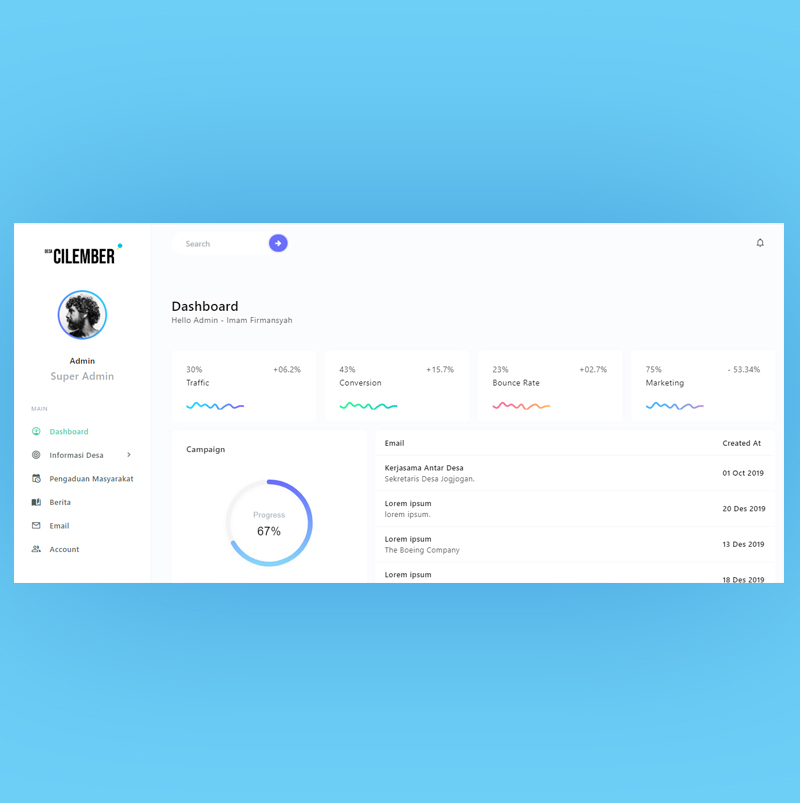 DESA CILEMBER
Admin
Super Admin
MAIN
Dashboard
Informasi Desa
Pengaduan Masyarakat
Berita
Email
Account
Search
Dashboard
Hello Admin - Imam Firmansyah
30% +06.2%
Traffic
43% +15.7%
Conversion
23% +02.7%
Bounce Rate
75% - 53.34%
Marketing
Campaign
Progress
67%
Email Created At
Kerjasama Antar Desa
Sekretaris Desa Jogjogan.
01 Oct 2019
Lorem ipsum
lorem ipsum.
20 Des 2019
Lorem ipsum
The Boeing Company
13 Des 2019
Lorem ipsum
18 Des 2019